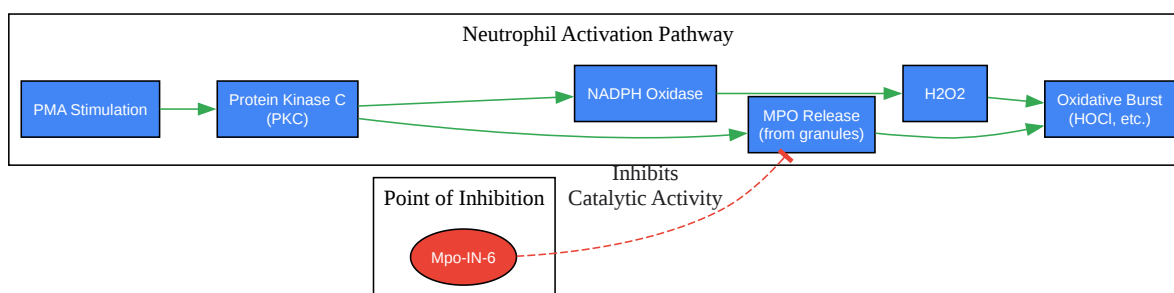 Neutrophil Activation Pathway
PMA Stimulation
Protein Kinase C
(PKC)
NADPH Oxidase
H2O2
MPO Release
(from granules)
Oxidative Burst
(HOCl, etc.)
Inhibits
Catalytic Activity
Point of Inhibition
Mpo-IN-6